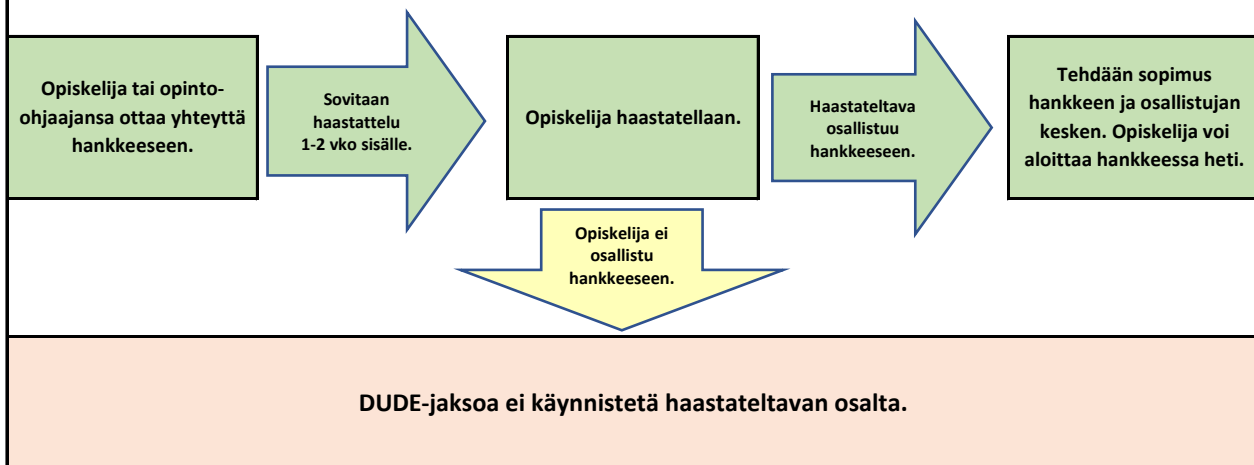 Opiskelija tai opinto-
ohjaajansa ottaa yhteyttä
hankkeeseen.
Sovitaan
haastattelu
1-2 vko sisälle.
Opiskelija haastatellaan.
Haastateltava
osallistuu
hankkeeseen.
Tehdään sopimus
hankkeen ja osallistujan
kesken. Opiskelija voi
aloittaa hankkeessa heti.
Opiskelija ei
osallistu
hankkeeseen.
DUDE-jaksoa ei käynnistetä haastateltavan osalta.